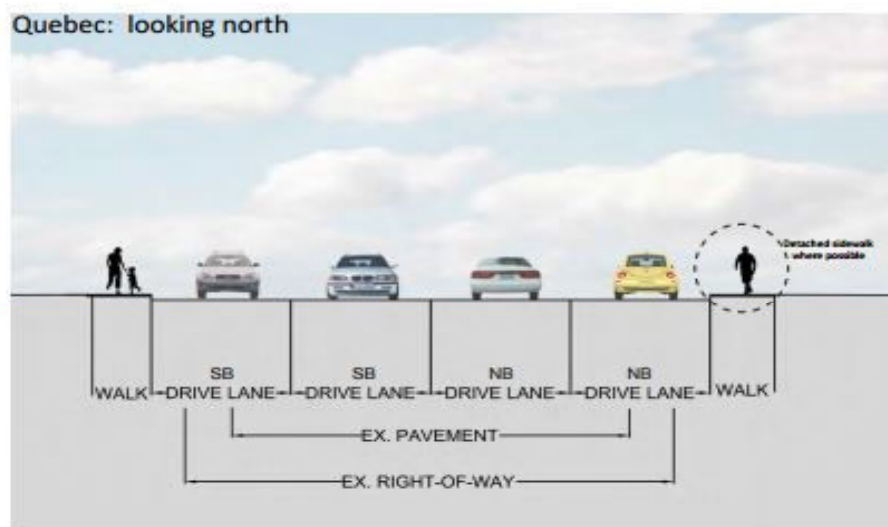 Quebec: looking north
Detached sidewalk
where possible
SB
SB
NB
NB
WALK
DRIVE LANE
DRIVE LANE
DRIVE LANE
DRIVE LANE
WALK
EX. PAVEMENT
EX. RIGHT-OF-WAY